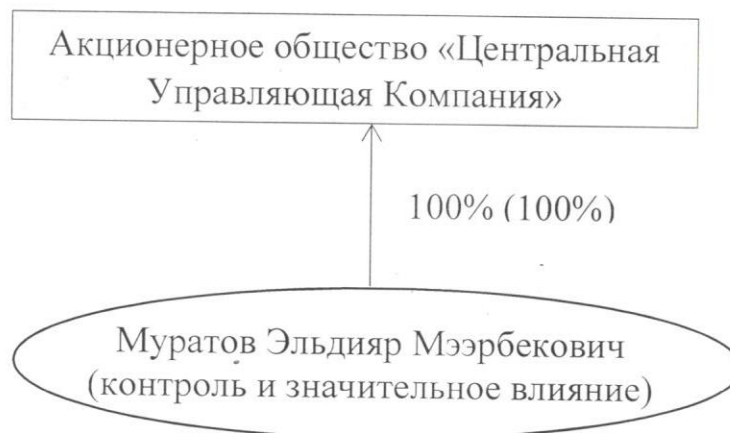 Акционерное общество «Центральная
Управляющая Компания»
100% (100%)
Муратов Эльдияр Мээрбекович
(контроль и значительное влияние)